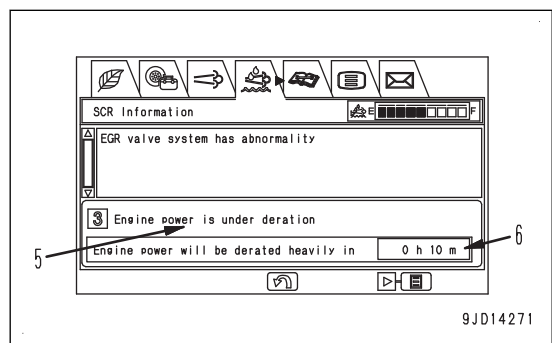 SCR Information
E F
EGR valve system has abnormality
3 Engine power is under deration
Engine power will be derated heavily in 0 h 10 m
5
6
9JD14271